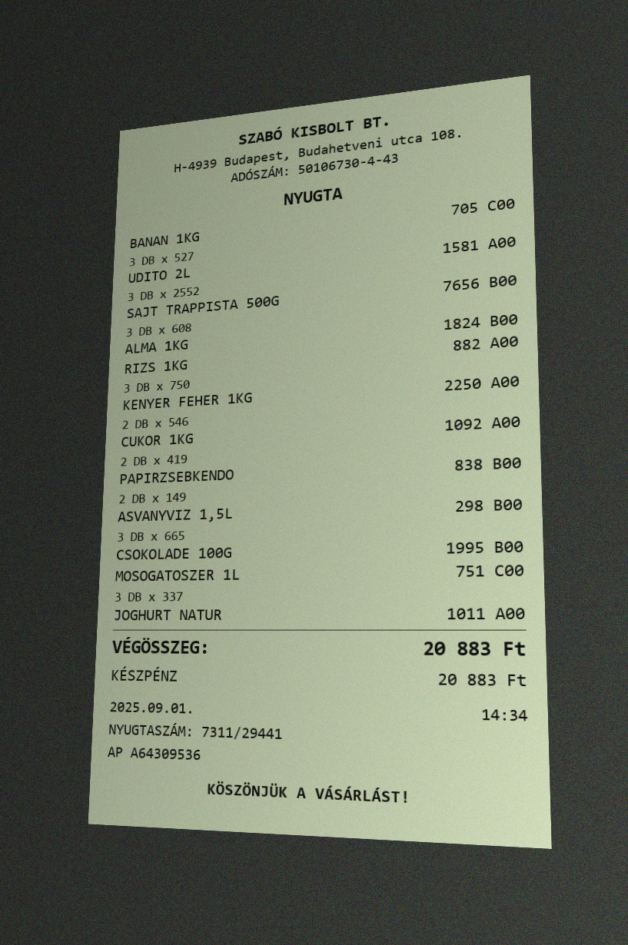 SZABÓ KISBOLT BT.
H-4939 Budapest, Budahetveni utca 108.
ADÓSZÁM: 50106730-4-43
NYUGTA
BANAN 1KG 705 C00
3 DB x 527
UDITO 2L 1581 A00
3 DB x 2552
SAJT TRAPPISTA 500G 7656 B00
3 DB x 608
ALMA 1KG 1824 B00
RIZS 1KG 882 A00
3 DB x 750
KENYER FEHER 1KG 2250 A00
2 DB x 546
CUKOR 1KG 1092 A00
2 DB x 419
PAPIRZSEBKENDO 838 B00
2 DB x 149
ASVANYVIZ 1,5L 298 B00
3 DB x 665
CSOKOLADE 100G 1995 B00
MOSOGATOSZER 1L 751 C00
3 DB x 337
JOGHURT NATUR 1011 A00
VÉGÖSSZEG: 20 883 Ft
KÉSZPÉNZ 20 883 Ft
2025.09.01. 14:34
NYUGTASZÁM: 7311/29441
AP A64309536
KÖSZÖNJÜK A VÁSÁRLÁST!